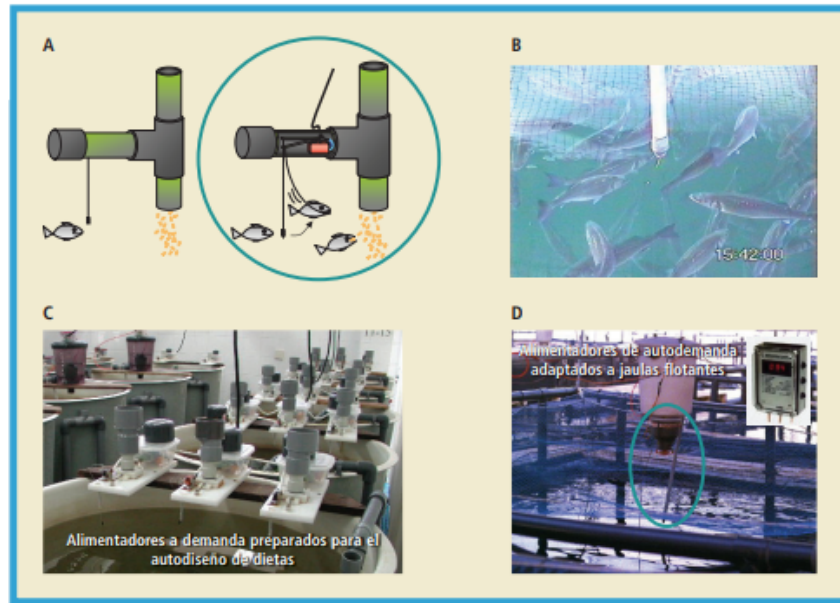 A
B
15:42:00
C
Alimentadores a demanda preparados para el
autodiseño de dietas
D
Alimentadores de autodemanda
adaptados a jaulas flotantes